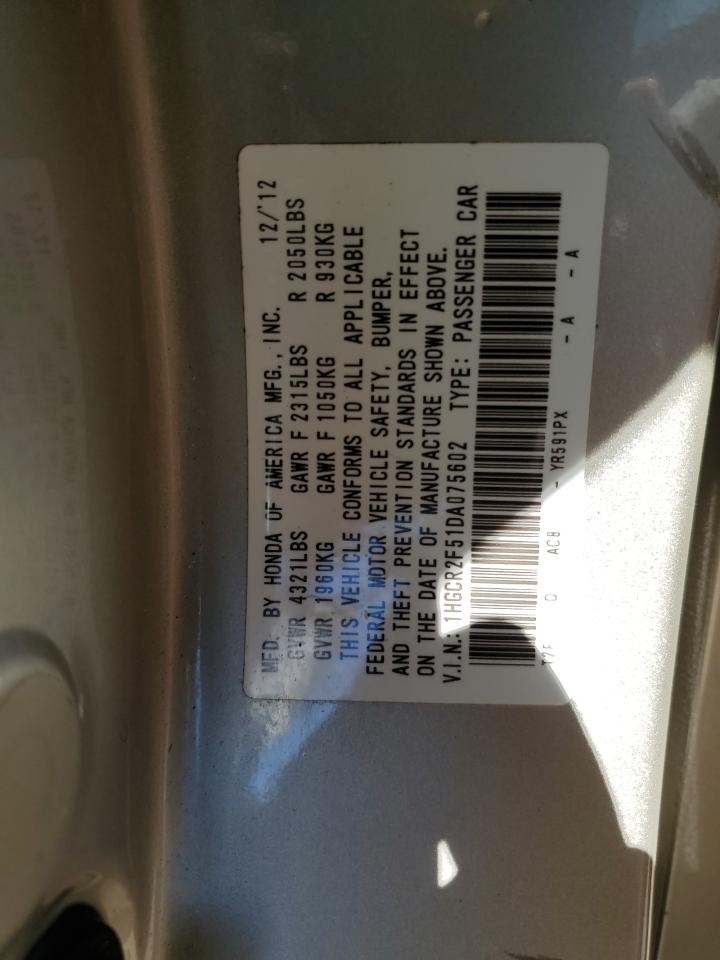 MFD. BY HONDA OF AMERICA MFG., INC. 12/'12
GVWR 4321LBS GAWR F 2315LBS R 2050LBS
GVWR 1960KG GAWR F 1050KG R 930KG
THIS VEHICLE CONFORMS TO ALL APPLICABLE
FEDERAL MOTOR VEHICLE SAFETY, BUMPER,
AND THEFT PREVENTION STANDARDS IN EFFECT
ON THE DATE OF MANUFACTURE SHOWN ABOVE.
V.I.N.: 1HGCR2F51DA075602 TYPE: PASSENGER CAR
D AC8 - YR591PX - A - A